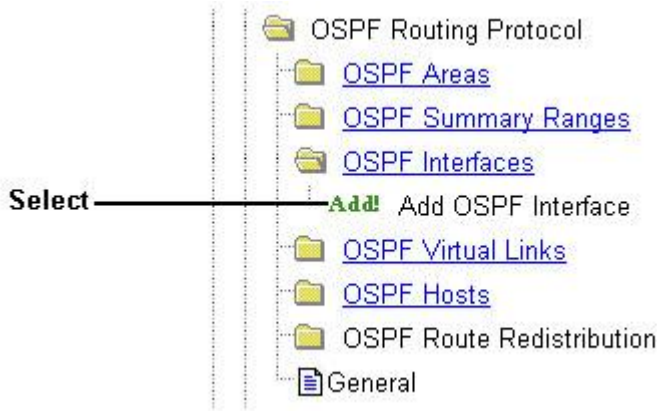 OSPF Routing Protocol
OSPF Areas
OSPF Summary Ranges
OSPF Interfaces
Select Add! Add OSPF Interface
OSPF Virtual Links
OSPF Hosts
OSPF Route Redistribution
General